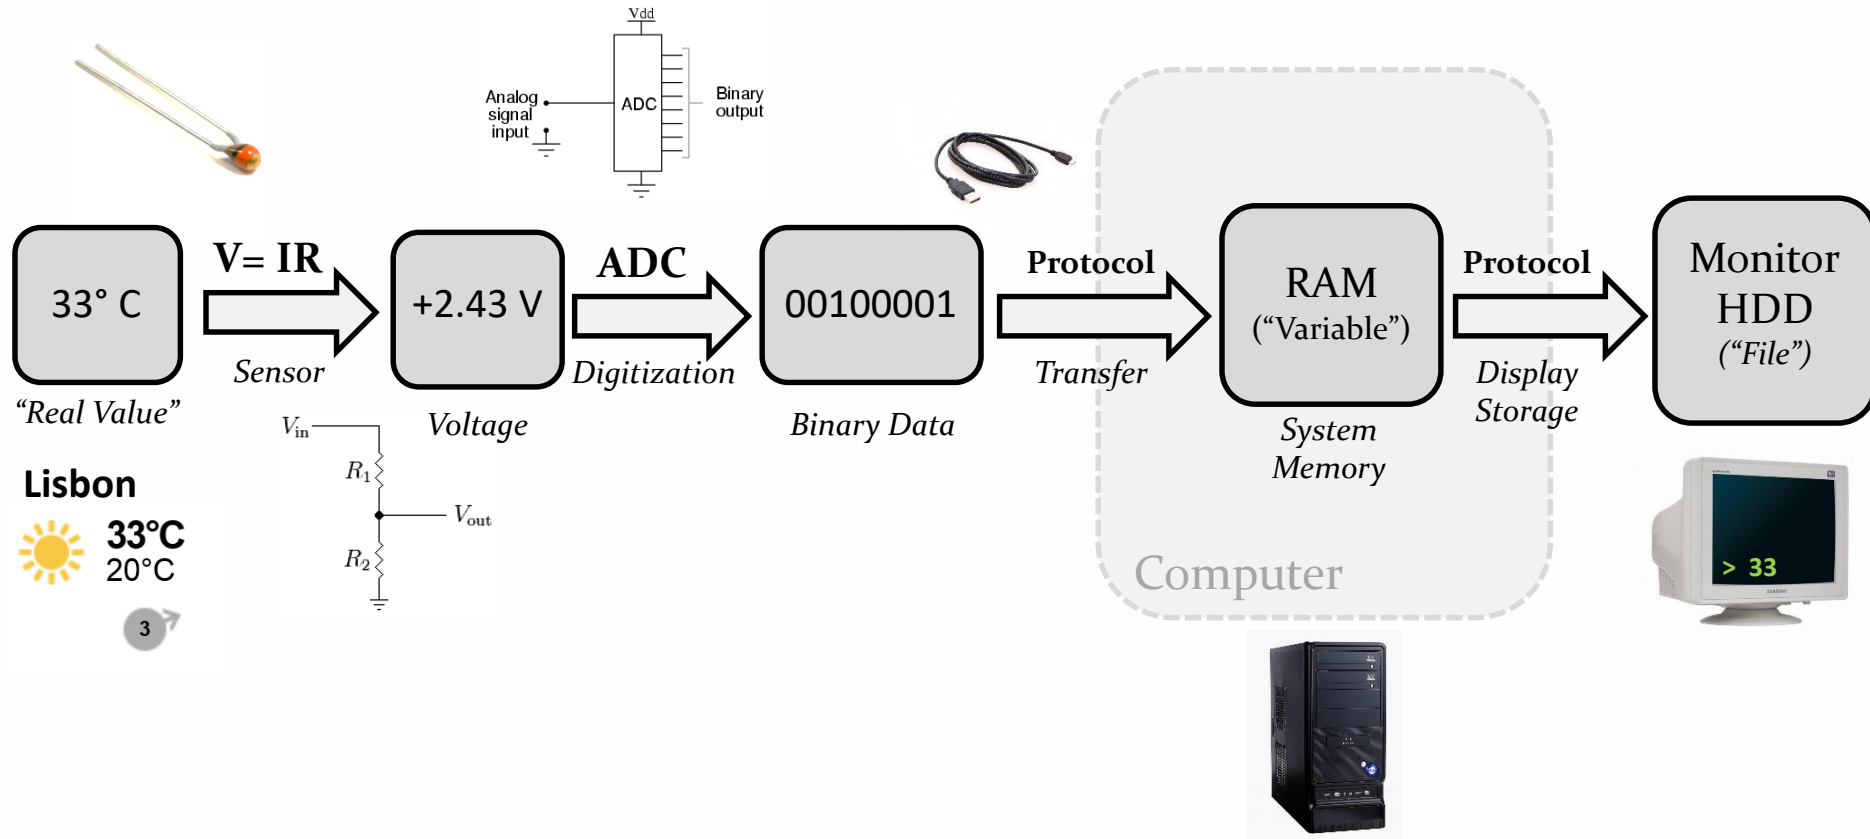 Vdd
Analog
signal
input
ADC
Binary
output
33° C
V= IR
Sensor
+2.43 V
ADC
Digitization
00100001
Protocol
Transfer
RAM
(“Variable”)
Protocol
Display
Storage
Monitor
HDD
(“File”)
“Real Value”
Voltage
Binary Data
System
Memory
Vin
R1
Vout
R2
Lisbon
33°C
20°C
3
Computer
> 33
SAMSUNG